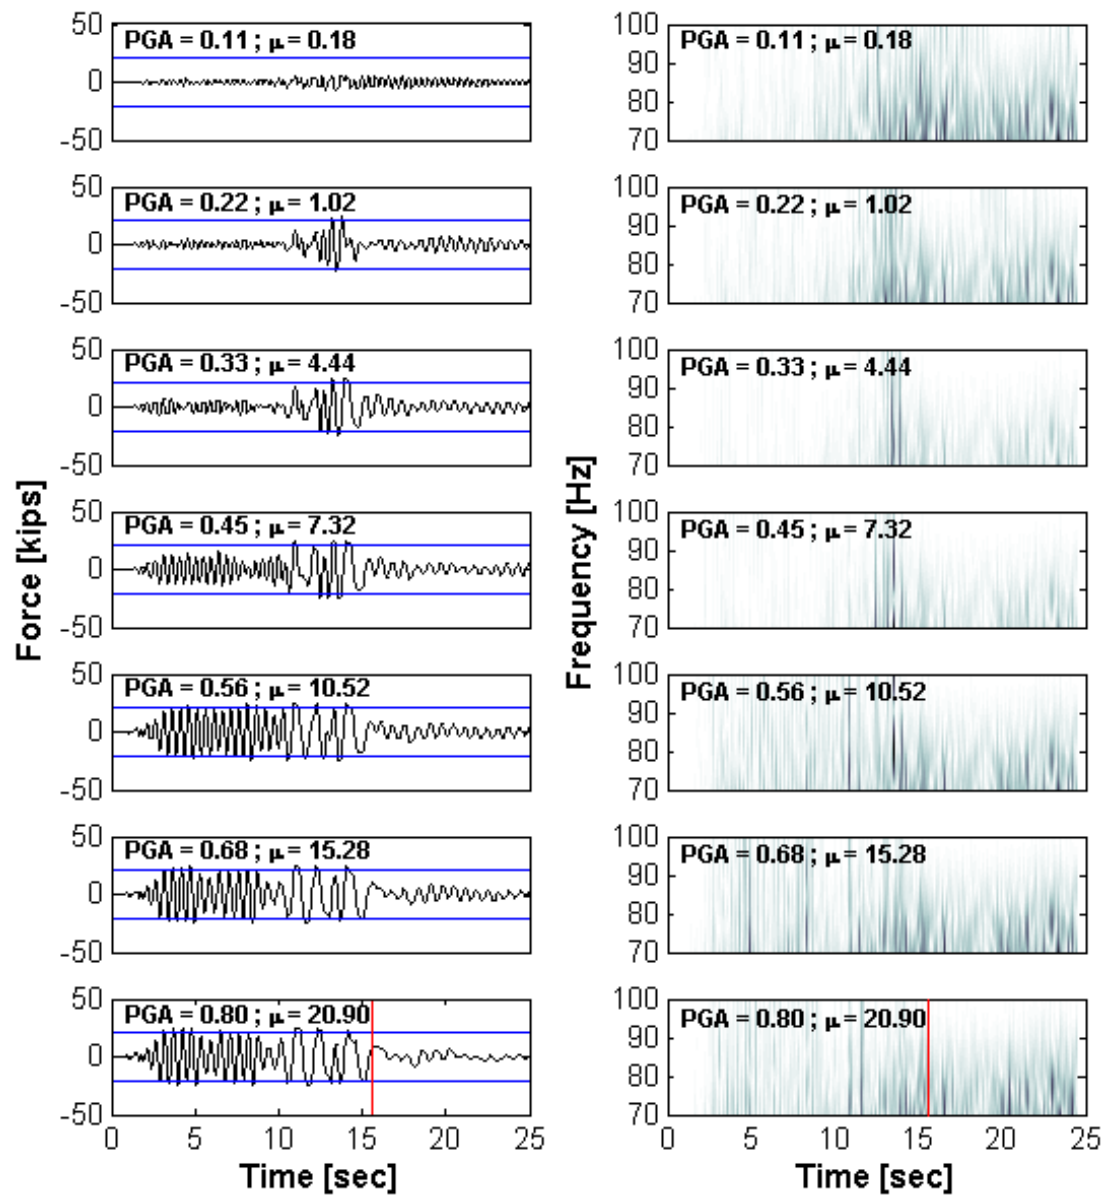 50
PGA = 0.11 ; μ = 0.18
0
-50
100
PGA = 0.11 ; μ = 0.18
90
80
70
50
PGA = 0.22 ; μ = 1.02
0
-50
100
PGA = 0.22 ; μ = 1.02
90
80
70
50
PGA = 0.33 ; μ = 4.44
0
-50
100
PGA = 0.33 ; μ = 4.44
90
80
70
Force [kips]
Frequency [Hz]
50
PGA = 0.45 ; μ = 7.32
0
-50
100
PGA = 0.45 ; μ = 7.32
90
80
70
50
PGA = 0.56 ; μ = 10.52
0
-50
100
PGA = 0.56 ; μ = 10.52
90
80
70
50
PGA = 0.68 ; μ = 15.28
0
-50
100
PGA = 0.68 ; μ = 15.28
90
80
70
50
PGA = 0.80 ; μ = 20.90
0
-50
0 5 10 15 20 25
Time [sec]
100
PGA = 0.80 ; μ = 20.90
90
80
70
0 5 10 15 20 25
Time [sec]